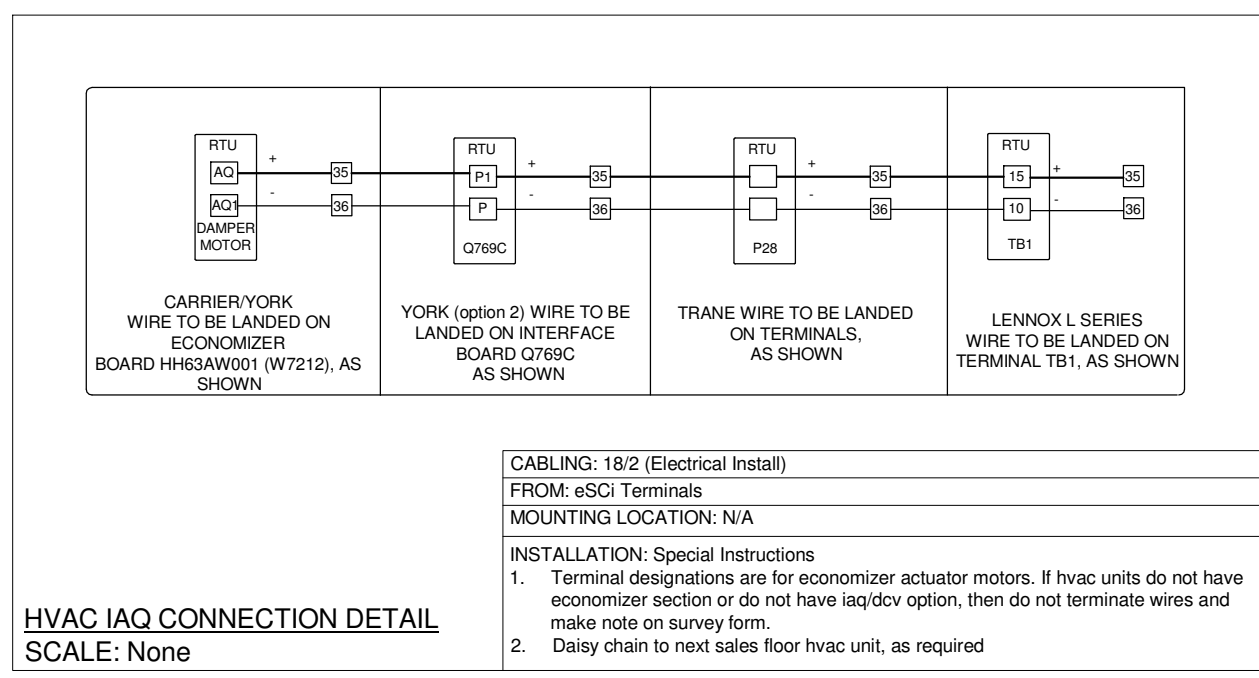 RTU
AQ
+
35
AQ1
-
36
DAMPER
MOTOR
CARRIER/YORK
WIRE TO BE LANDED ON
ECONOMIZER
BOARD HH63AW001 (W7212), AS
SHOWN
RTU
P1
+
35
P
-
36
Q769C
YORK (option 2) WIRE TO BE
LANDED ON INTERFACE
BOARD Q769C
AS SHOWN
RTU
+
35
-
36
P28
TRANE WIRE TO BE LANDED
ON TERMINALS,
AS SHOWN
RTU
15
+
35
10
-
36
TB1
LENNOX L SERIES
WIRE TO BE LANDED ON
TERMINAL TB1, AS SHOWN
CABLING: 18/2 (Electrical Install)
FROM: eSCi Terminals
MOUNTING LOCATION: N/A
INSTALLATION: Special Instructions
1. Terminal designations are for economizer actuator motors. If hvac units do not have
economizer section or do not have iaq/dcv option, then do not terminate wires and
make note on survey form.
2. Daisy chain to next sales floor hvac unit, as required
HVAC IAQ CONNECTION DETAIL
SCALE: None